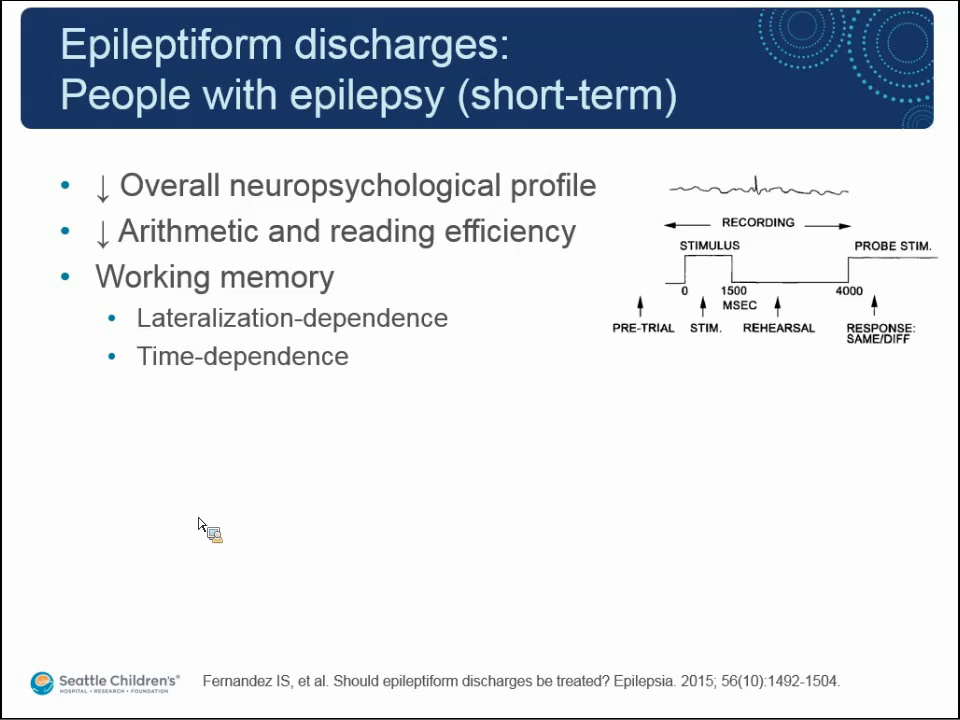 Epileptiform discharges:
People with epilepsy (short-term)
• ↓ Overall neuropsychological profile
• ↓ Arithmetic and reading efficiency
• Working memory
• Lateralization-dependence
• Time-dependence
RECORDING
STIMULUS
PROBE STIM.
0
1500
MSEC
4000
PRE-TRIAL
STIM.
REHEARSAL
RESPONSE:
SAME/DIFF
Seattle Children's®
HOSPITAL • RESEARCH • FOUNDATION
Fernandez IS, et al. Should epileptiform discharges be treated? Epilepsia. 2015; 56(10):1492-1504.